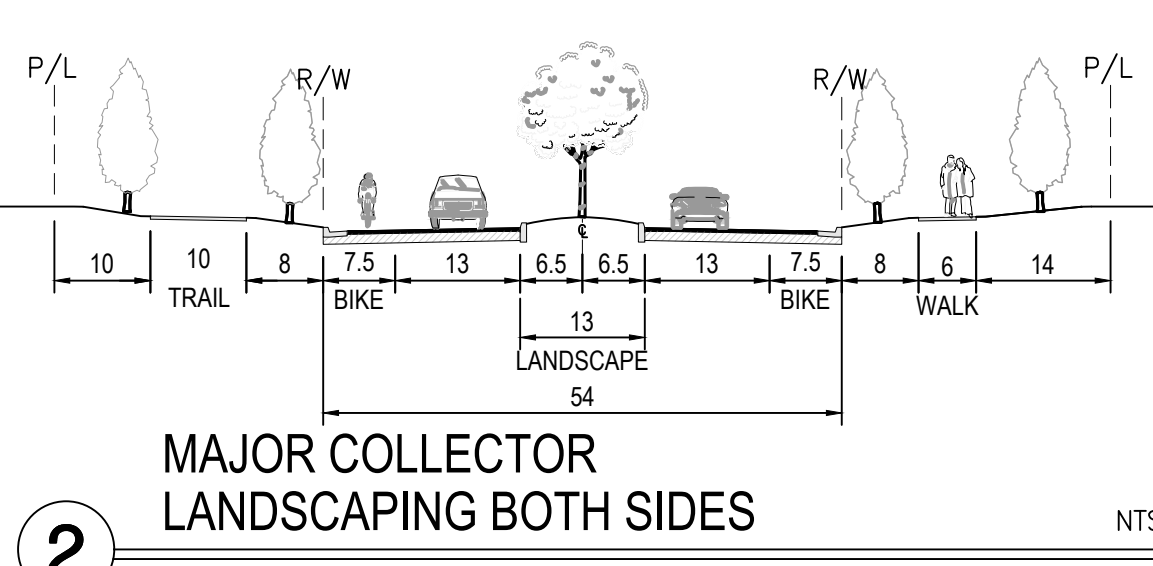 P/L R/W R/W P/L
℄
10 10 8 7.5 13 6.5 6.5 13 7.5 8 6 14
TRAIL BIKE BIKE WALK
13
LANDSCAPE
54
MAJOR COLLECTOR
LANDSCAPING BOTH SIDES
2
NTS